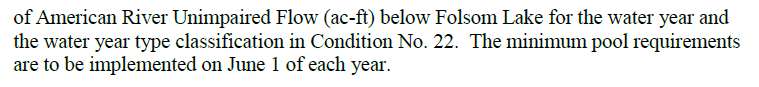 of American River Unimpaired Flow (ac-ft) below Folsom Lake for the water year and
the water year type classification in Condition No. 22.  The minimum pool requirements
are to be implemented on June 1 of each year.